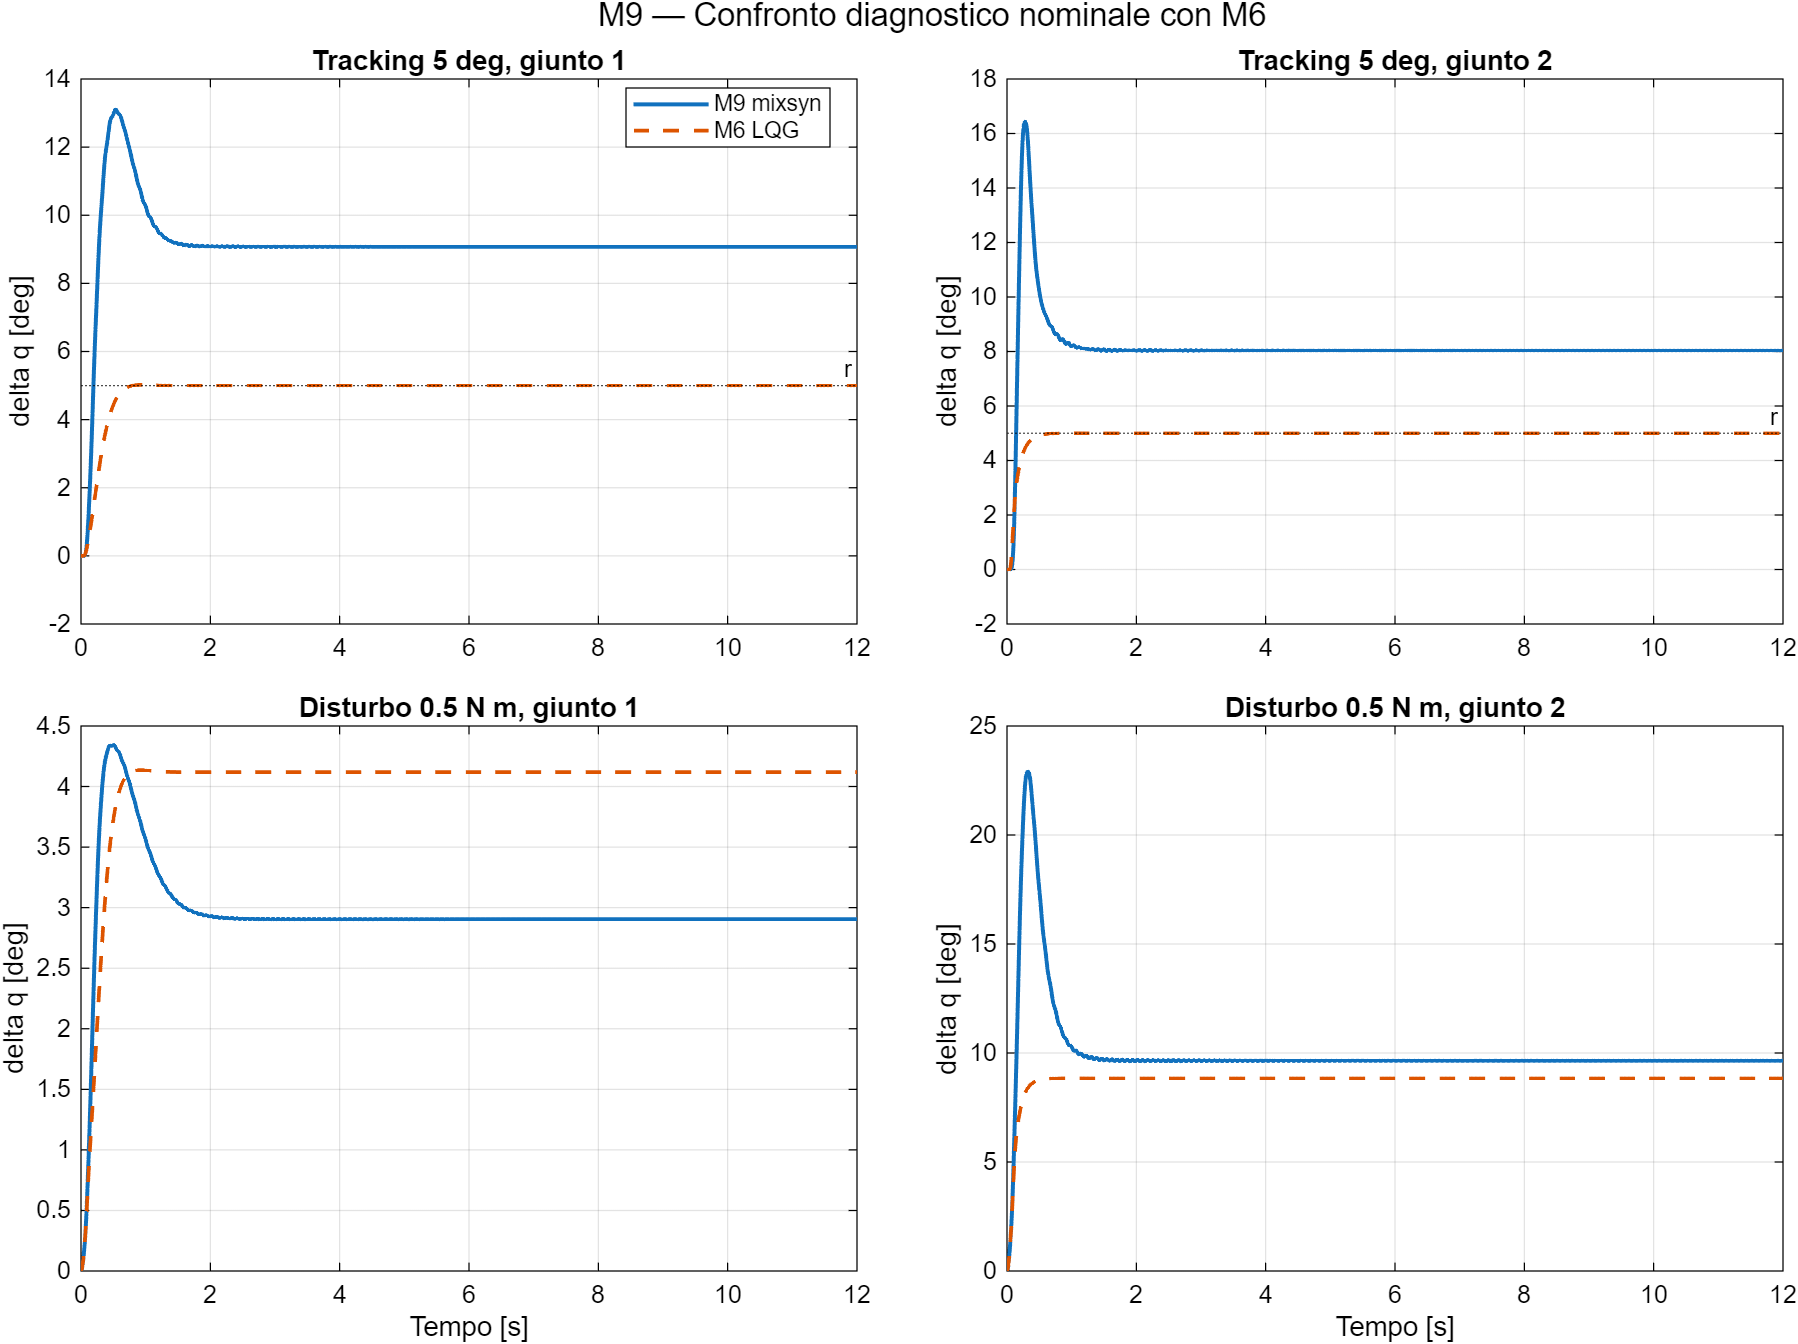 M9 — Confronto diagnostico nominale con M6
Tracking 5 deg, giunto 1
14
12
10
8
6
4
2
0
-2
delta q [deg]
M9 mixsyn
M6 LQG
r
0 2 4 6 8 10 12
Tracking 5 deg, giunto 2
18
16
14
12
10
8
6
4
2
0
-2
delta q [deg]
r
0 2 4 6 8 10 12
Disturbo 0.5 N m, giunto 1
4.5
4
3.5
3
2.5
2
1.5
1
0.5
0
delta q [deg]
0 2 4 6 8 10 12
Tempo [s]
Disturbo 0.5 N m, giunto 2
25
20
15
10
5
0
delta q [deg]
0 2 4 6 8 10 12
Tempo [s]